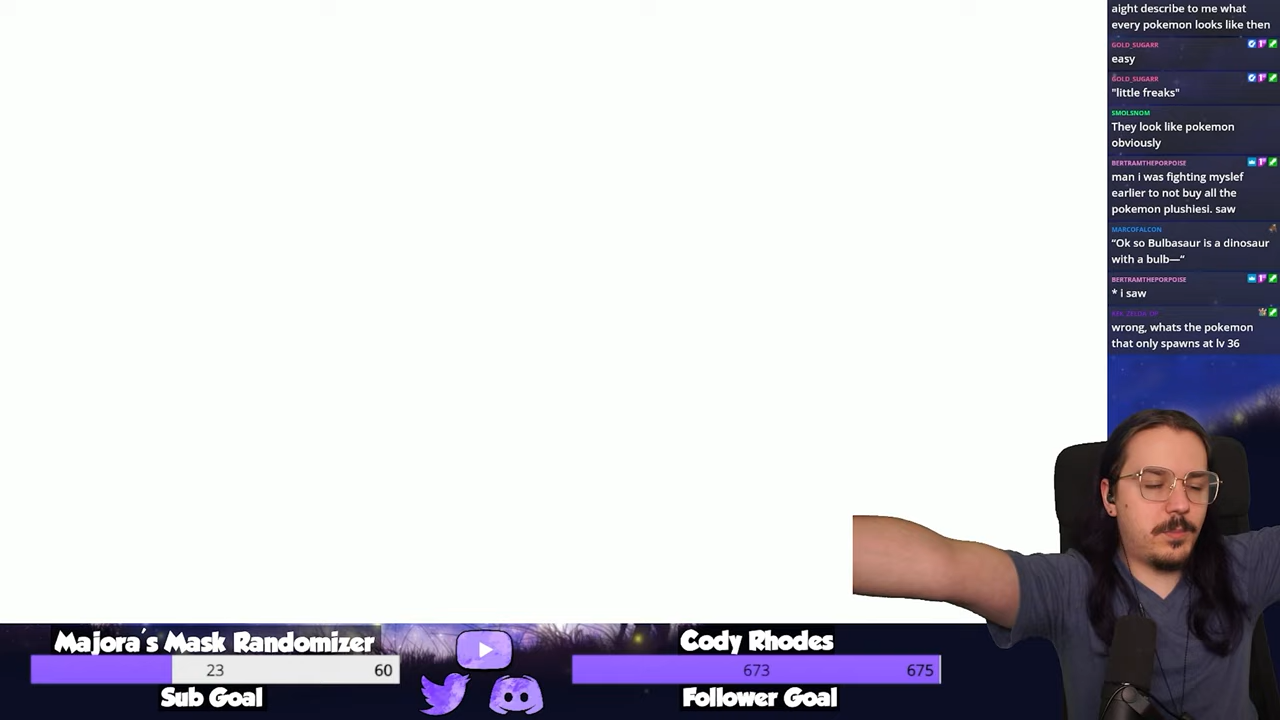 aight describe to me what
every pokemon looks like then
GOLD_SUGARR
easy
GOLD_SUGARR
"little freaks"
SMOLSNOM
They look like pokemon
obviously
BERTRAMTHEPORPOISE
man i was fighting myslef
earlier to not buy all the
pokemon plushiesi. saw
MARCOFALCON
“Ok so Bulbasaur is a dinosaur
with a bulb—“
BERTRAMTHEPORPOISE
* i saw
wrong, whats the pokemon
that only spawns at lv 36
Majora's Mask Randomizer
23 60
Sub Goal
Cody Rhodes
673 675
Follower Goal